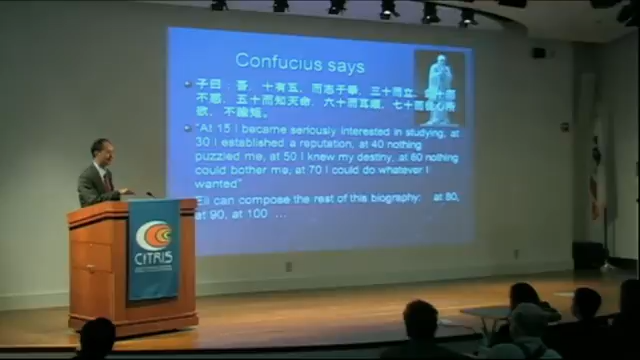 Confucius says
子曰：吾，十有五，而志于學，三十而立，四十而
不惑，五十而知天命，六十而耳順，七十而從心所
欲，不踰矩。
"At 15 I became seriously interested in studying, at
30 I established a reputation, at 40 nothing
puzzled me, at 50 I knew my destiny, at 60 nothing
could bother me, at 70 I could do whatever I
wanted"
Eli can compose the rest of this biography: at 80,
at 90, at 100 ...
CITRIS